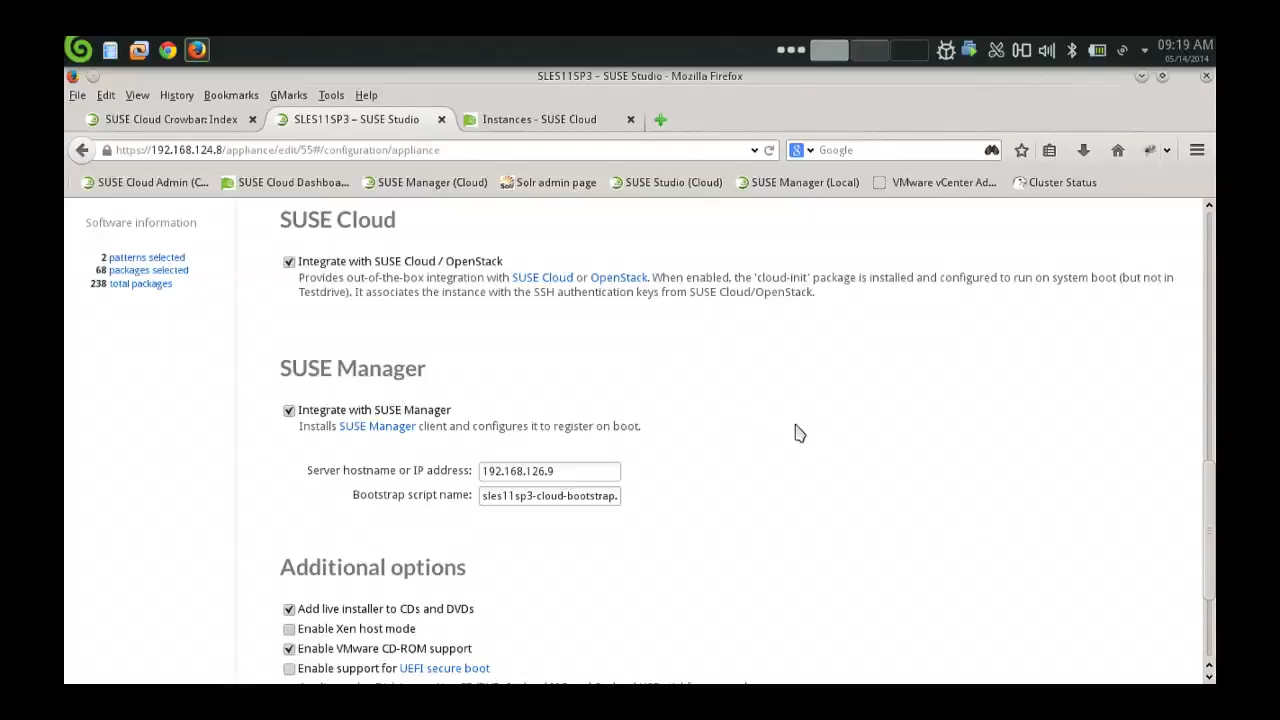 09:19 AM
05/14/2014
SLES11SP3 – SUSE Studio - Mozilla Firefox
File Edit View History Bookmarks GMarks Tools Help
SUSE Cloud Crowbar: Index SLES11SP3 – SUSE Studio Instances - SUSE Cloud
https://192.168.124.8/appliance/edit/55#/configuration/appliance Google
SUSE Cloud Admin (C... SUSE Cloud Dashboa... SUSE Manager (Cloud) Solr admin page SUSE Studio (Cloud) SUSE Manager (Local) VMware vCenter Ad... Cluster Status
Software information
2 patterns selected
68 packages selected
238 total packages
SUSE Cloud
Integrate with SUSE Cloud / OpenStack
Provides out-of-the-box integration with SUSE Cloud or OpenStack. When enabled, the 'cloud-init' package is installed and configured to run on system boot (but not in
Testdrive). It associates the instance with the SSH authentication keys from SUSE Cloud/OpenStack.
SUSE Manager
Integrate with SUSE Manager
Installs SUSE Manager client and configures it to register on boot.
Server hostname or IP address: 192.168.126.9
Bootstrap script name: sles11sp3-cloud-bootstrap.
Additional options
Add live installer to CDs and DVDs
Enable Xen host mode
Enable VMware CD-ROM support
Enable support for UEFI secure boot